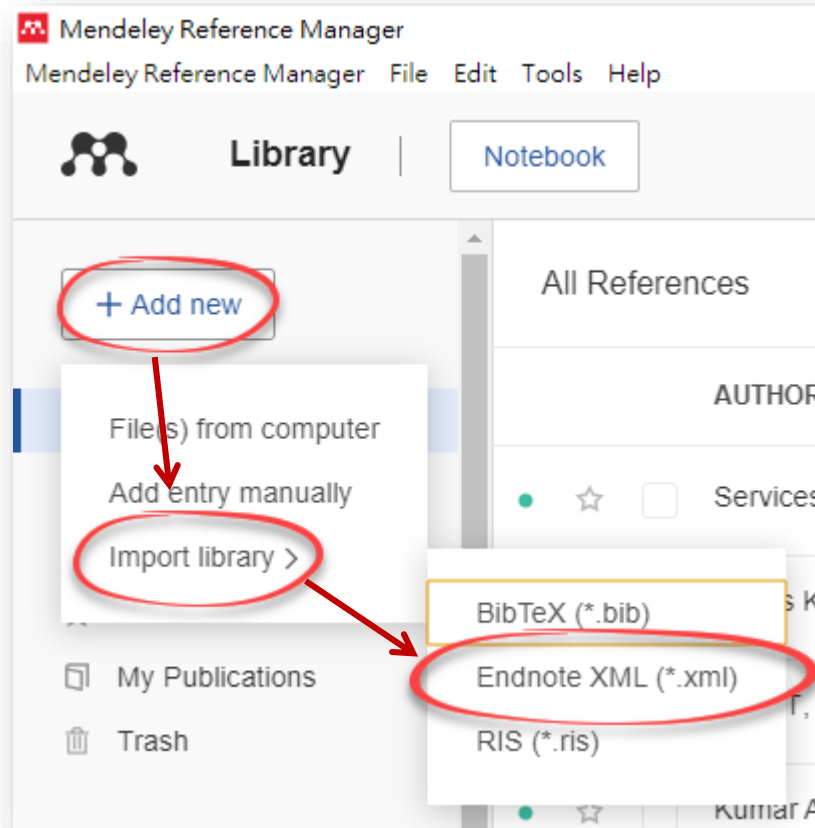 Mendeley Reference Manager
Mendeley Reference Manager File Edit Tools Help
Library
Notebook
+ Add new
All References
File(s) from computer
Add entry manually
Import library >
BibTeX (*.bib)
Endnote XML (*.xml)
RIS (*.ris)
My Publications
Trash
AUTHOR
Services
Kumar A